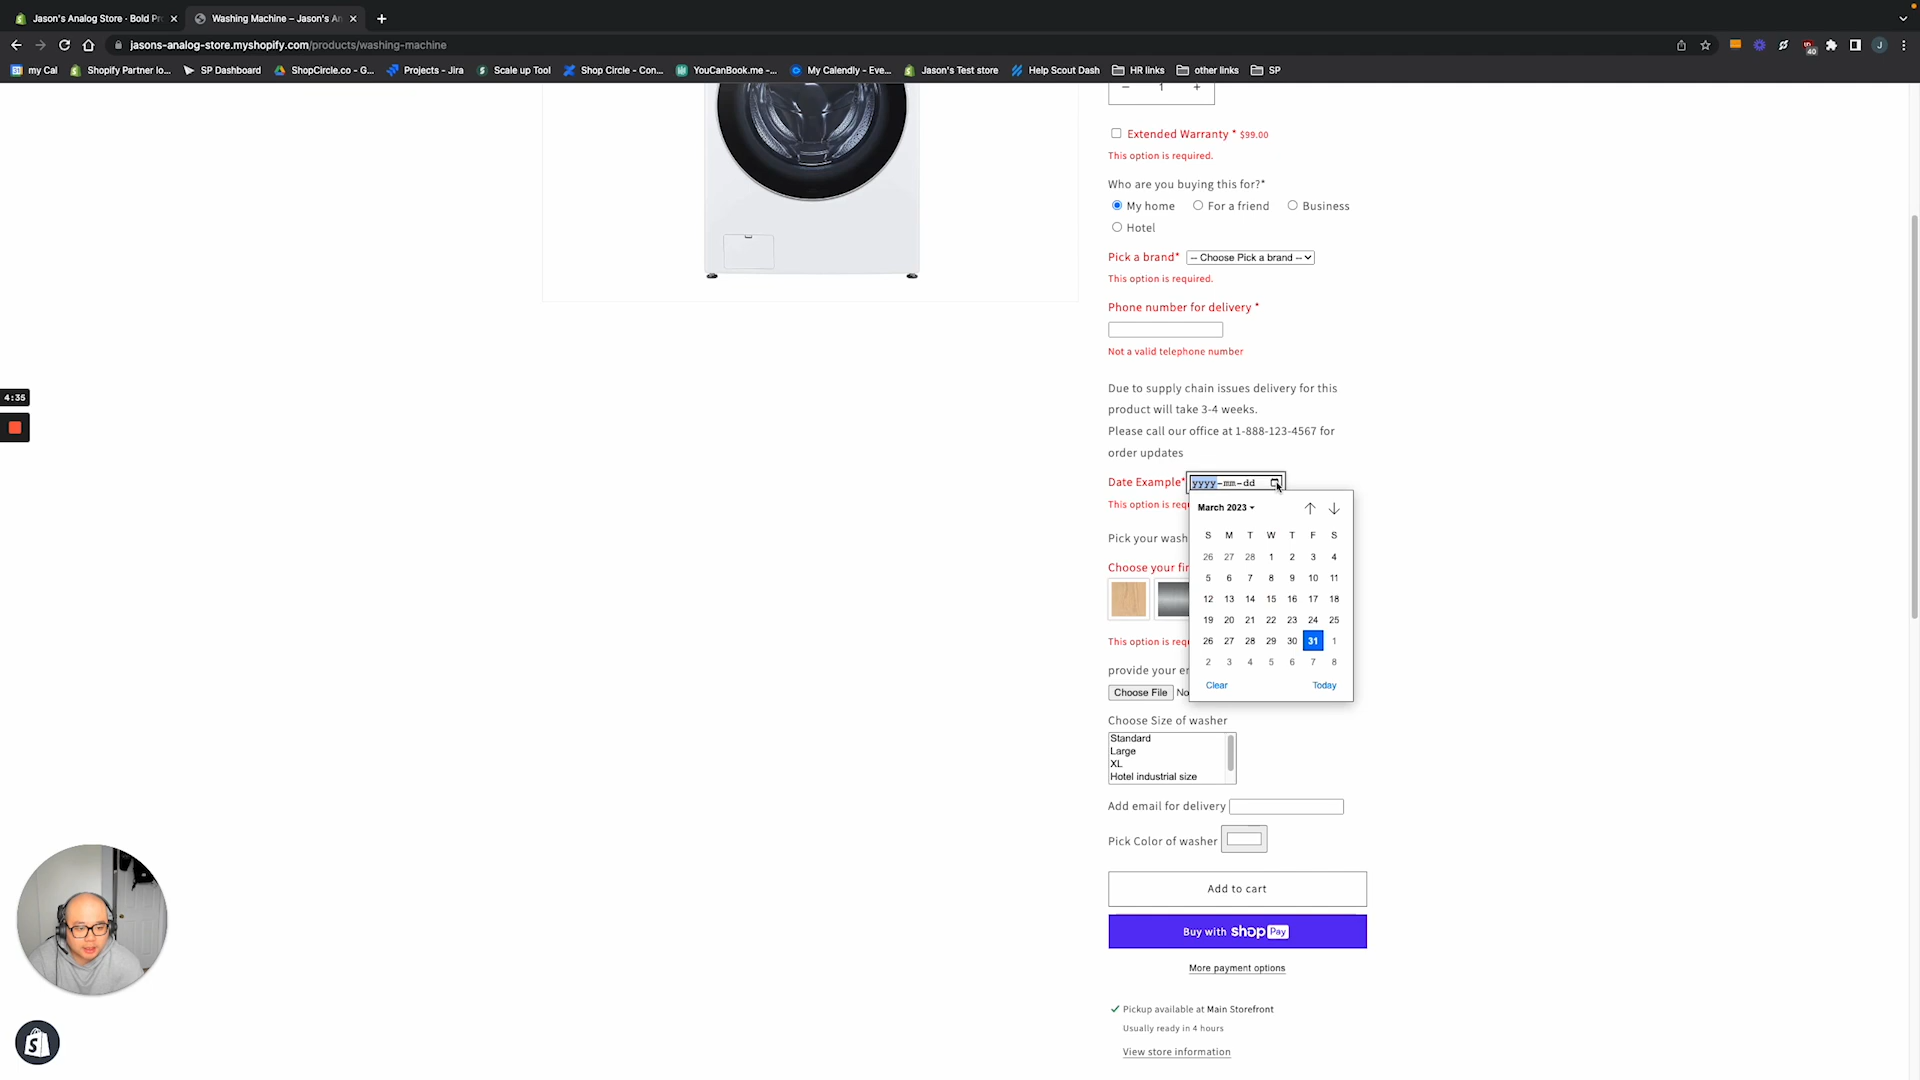 Jason's Analog Store · Bold Pr
Washing Machine – Jason's An
jasons-analog-store.myshopify.com/products/washing-machine
40
J
my Cal
Shopify Partner lo...
SP Dashboard
ShopCircle.co - G...
Projects - Jira
Scale up Tool
Shop Circle - Con...
YouCanBook.me -...
My Calendly - Eve...
Jason's Test store
Help Scout Dash
HR links
other links
SP
− 1 +
Extended Warranty * $99.00
This option is required.
Who are you buying this for?*
My home For a friend Business
Hotel
Pick a brand* -- Choose Pick a brand --
This option is required.
Phone number for delivery *
Not a valid telephone number
4:35
Due to supply chain issues delivery for this
product will take 3-4 weeks.
Please call our office at 1-888-123-4567 for
order updates
Date Example* yyyy-mm-dd
This option is req
March 2023
S M T W T F S
26 27 28 1 2 3 4
5 6 7 8 9 10 11
12 13 14 15 16 17 18
19 20 21 22 23 24 25
26 27 28 29 30 31 1
2 3 4 5 6 7 8
Clear Today
Pick your wash
Choose your fir
This option is req
provide your er
Choose File No
Choose Size of washer
Standard
Large
XL
Hotel industrial size
Add email for delivery
Pick Color of washer
Add to cart
Buy with shop Pay
More payment options
Pickup available at Main Storefront
Usually ready in 4 hours
View store information